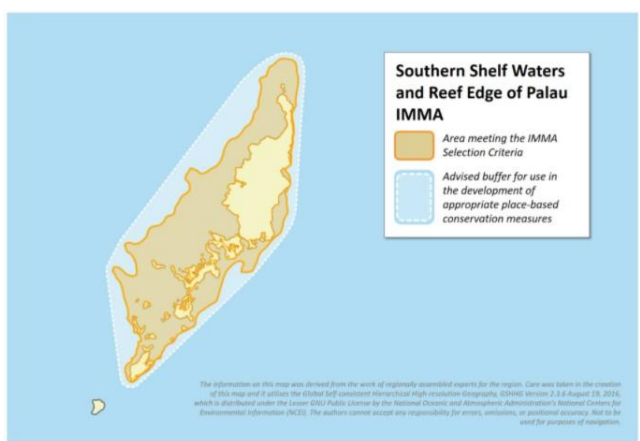 Southern Shelf Waters
and Reef Edge of Palau
IMMA
Area meeting the IMMA
Selection Criteria
Advised buffer for use in
the development of
appropriate place-based
conservation measures
The information on this map was derived from the work of regionally assembled experts for the region. Care was taken in the creation
of this map and it utilises the Global Self-consistent Hierarchical High-resolution Geography, GSHHG Version 2.3.6 August 19, 2016,
which is distributed under the Lesser GNU Public License by the National Oceanic and Atmospheric Administration's National Centers for
Environmental Information (NCEI). The authors cannot accept any responsibility for errors, omissions, or positional accuracy. Not to be
used for purposes of navigation.